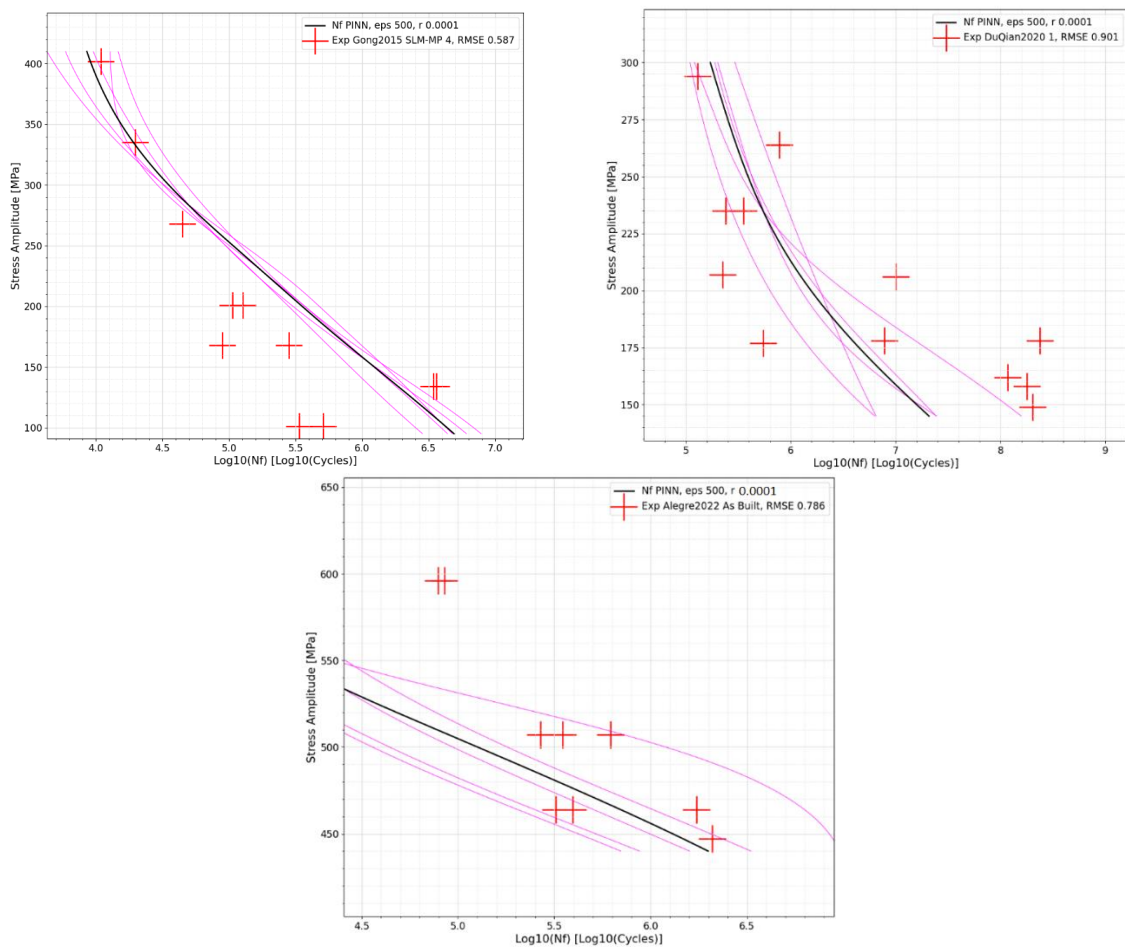 Nf PINN, eps 500, r 0.0001
Exp Gong2015 SLM-MP 4, RMSE 0.587
400
350
300
250
200
150
100
Stress Amplitude [MPa]
4.0 4.5 5.0 5.5 6.0 6.5 7.0
Log10(Nf) [Log10(Cycles)]
Nf PINN, eps 500, r 0.0001
Exp DuQian2020 1, RMSE 0.901
300
275
250
225
200
175
150
Stress Amplitude [MPa]
5 6 7 8 9
Log10(Nf) [Log10(Cycles)]
Nf PINN, eps 500, r 0.0001
Exp Alegre2022 As Built, RMSE 0.786
650
600
550
500
450
Stress Amplitude [MPa]
4.5 5.0 5.5 6.0 6.5
Log10(Nf) [Log10(Cycles)]